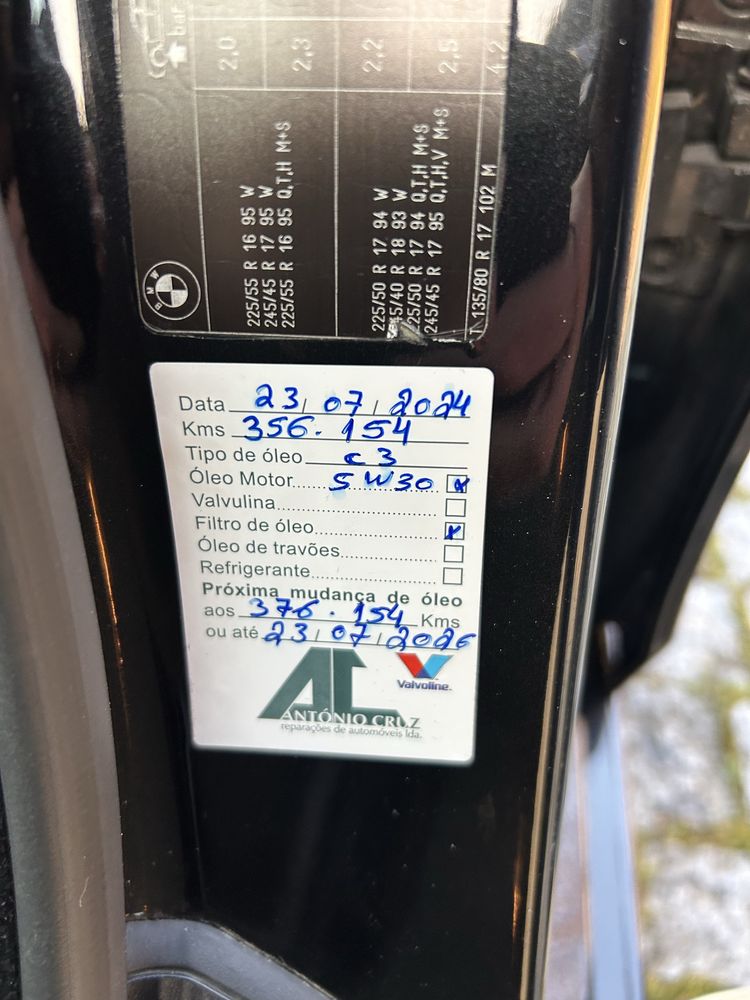 bar
2,0
2,3
2,2
2,5
4,2
225/55 R 16 95 W
245/45 R 17 95 W
225/55 R 16 95 Q,T,H M+S
225/50 R 17 94 W
245/40 R 18 93 W
225/50 R 17 94 Q,T,H M+S
245/45 R 17 95 Q,T,H,V M+S
T 135/80 R 17 102 M
BMW
Data 23/07/2024
Kms 356.154
Tipo de óleo c3
Óleo Motor 5W30 x
Valvulina
Filtro de óleo x
Óleo de travões
Refrigerante
Próxima mudança de óleo
aos 376.154 Kms
ou até 23/07/2026
AC
Valvoline
ANTÓNIO CRUZ
reparações de automóveis lda.